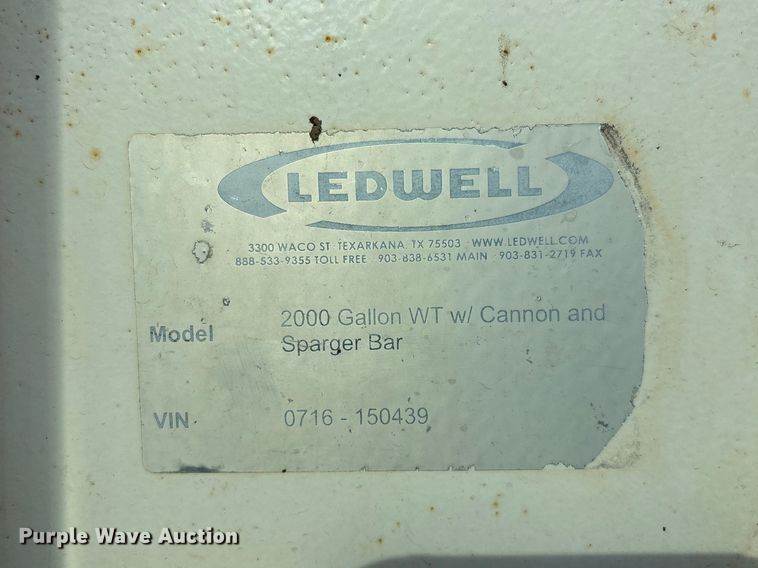 LEDWELL
3300 WACO ST TEXARKANA, TX 75503 WWW.LEDWELL.COM
888-533-9355 TOLL FREE 903-838-6531 MAIN 903-831-2719 FAX
Model 2000 Gallon WT w/ Cannon and
Sparger Bar
VIN 0716 - 150439
Purple Wave Auction